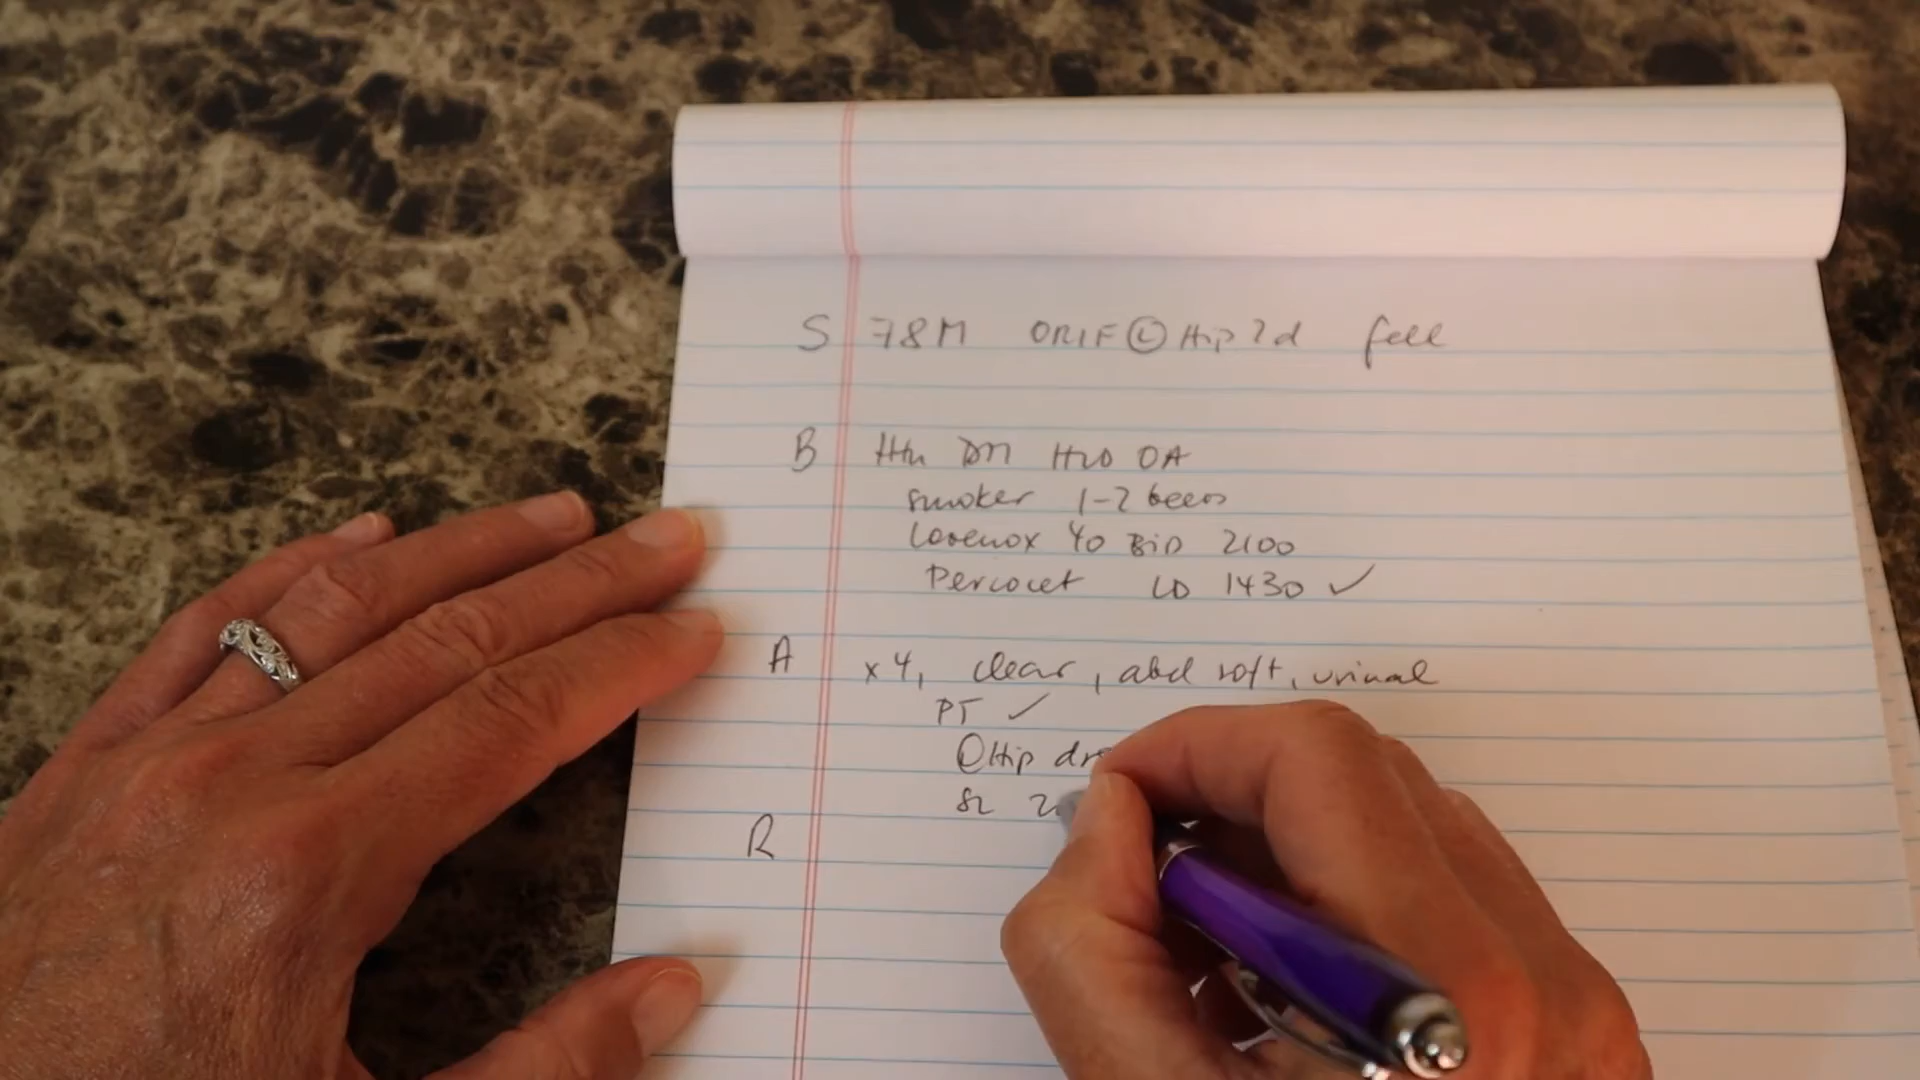 S 78M ORIF Ⓛ Hip 2d fell
B Htn DM H2O OA
smoker 1-2 beers
Lovenox 40 BID 2100
Percocet LD 1430 ✓
A x4, clear, abd soft, urinal
PT ✓
Ⓛ Hip
SL
R